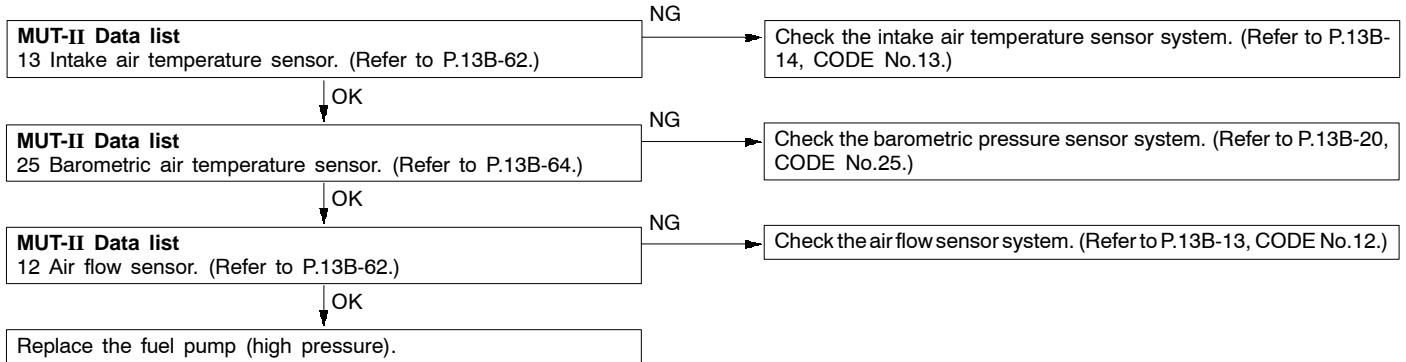 NG
MUT-II Data list
13 Intake air temperature sensor. (Refer to P.13B-62.)
Check the intake air temperature sensor system. (Refer to P.13B-
14, CODE No.13.)
OK
NG
MUT-II Data list
25 Barometric air temperature sensor. (Refer to P.13B-64.)
Check the barometric pressure sensor system. (Refer to P.13B-20,
CODE No.25.)
OK
NG
MUT-II Data list
12 Air flow sensor. (Refer to P.13B-62.)
Check the air flow sensor system. (Refer to P.13B-13, CODE No.12.)
OK
Replace the fuel pump (high pressure).